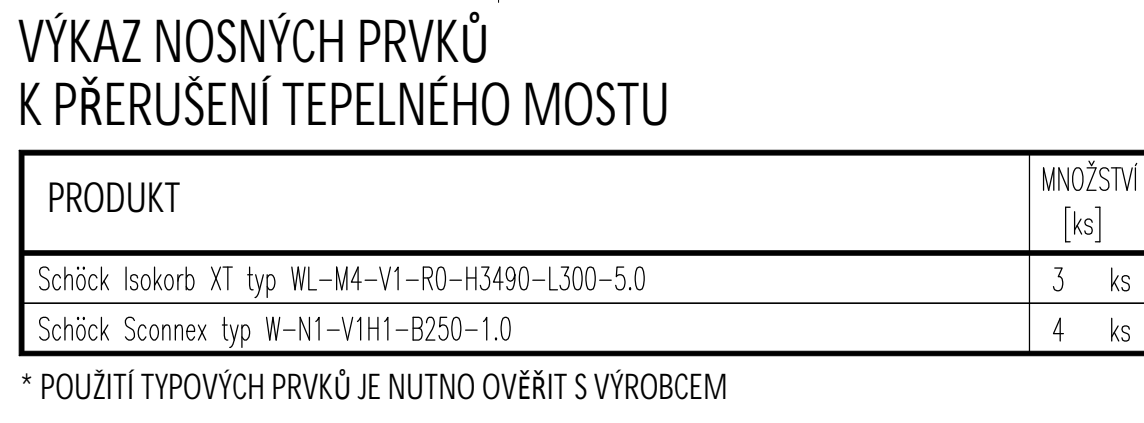 VÝKAZ NOSNÝCH PRVKŮ
K PŘERUŠENÍ TEPELNÉHO MOSTU
PRODUKT MNOŽSTVÍ [ks]
Schöck Isokorb XT typ WL-M4-V1-R0-H3490-L300-5.0 3 ks
Schöck Sconnex typ W-N1-V1H1-B250-1.0 4 ks
* POUŽITÍ TYPOVÝCH PRVKŮ JE NUTNO OVĚŘIT S VÝROBCEM